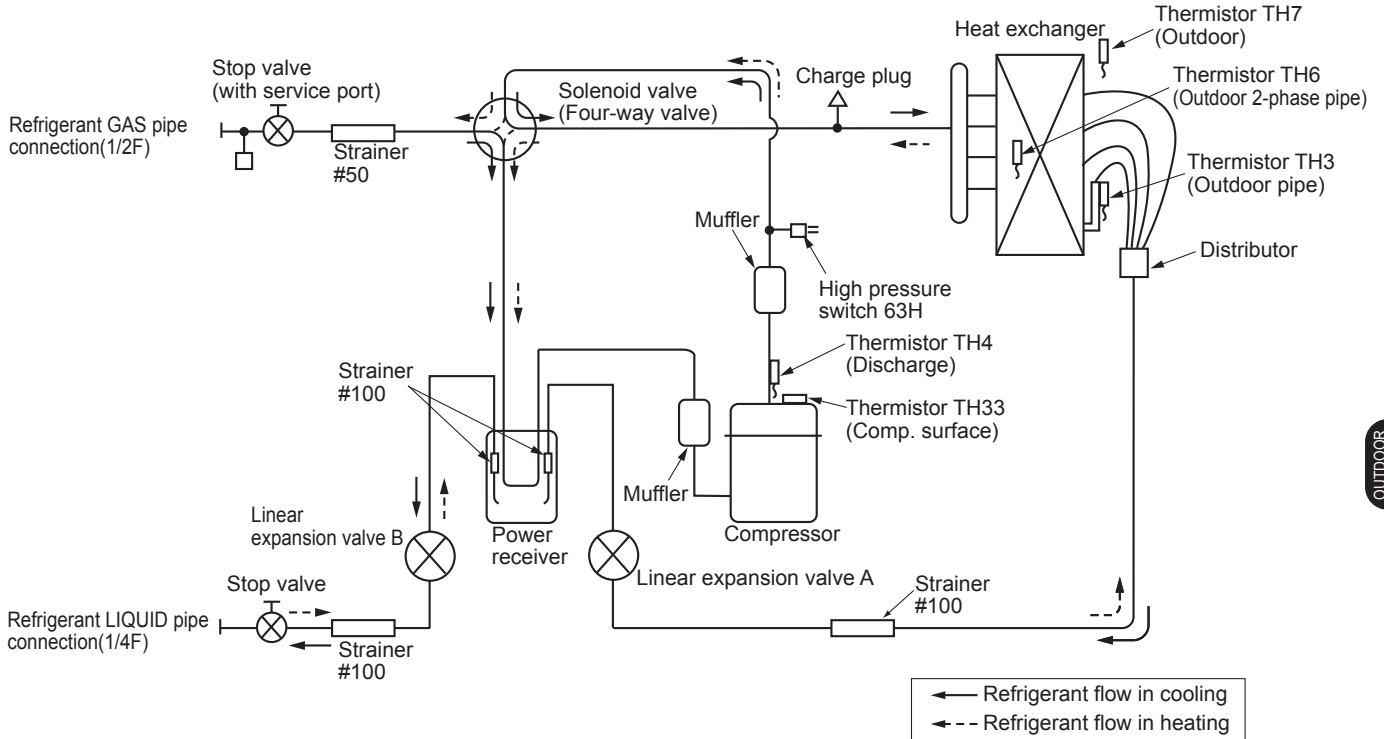 Thermistor TH7
(Outdoor)
Heat exchanger
Stop valve
(with service port)
Charge plug
Thermistor TH6
(Outdoor 2-phase pipe)
Solenoid valve
(Four-way valve)
Refrigerant GAS pipe
connection(1/2F)
Strainer
#50
Thermistor TH3
(Outdoor pipe)
Muffler
Distributor
High pressure
switch 63H
Thermistor TH4
(Discharge)
Strainer
#100
Thermistor TH33
(Comp. surface)
OUTDOOR
Muffler
Linear
expansion valve B
Power
receiver
Compressor
Linear expansion valve A
Stop valve
Strainer
#100
Refrigerant LIQUID pipe
connection(1/4F)
Strainer
#100
Refrigerant flow in cooling
Refrigerant flow in heating